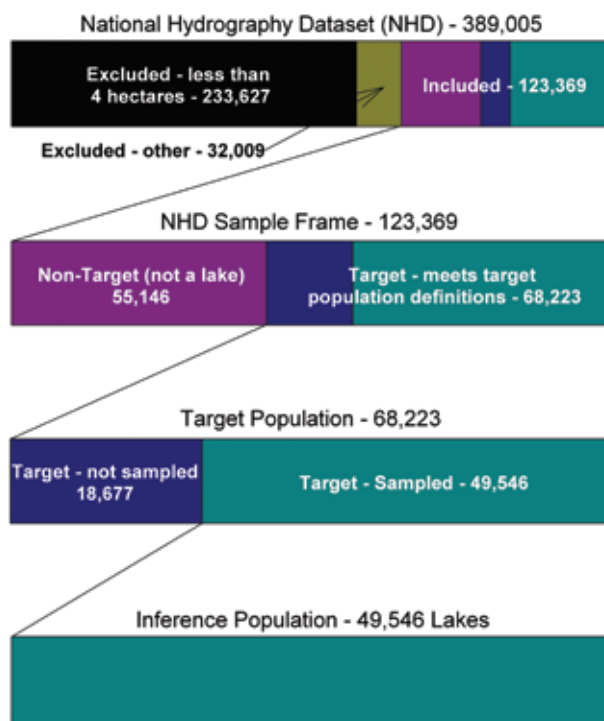 National Hydrography Dataset (NHD) - 389,005
Excluded - less than
4 hectares - 233,627
Included - 123,369
Excluded - other - 32,009
NHD Sample Frame - 123,369
Non-Target (not a lake)
55,146
Target - meets target
population definitions - 68,223
Target Population - 68,223
Target - not sampled
18,677
Target - Sampled - 49,546
Inference Population - 49,546 Lakes